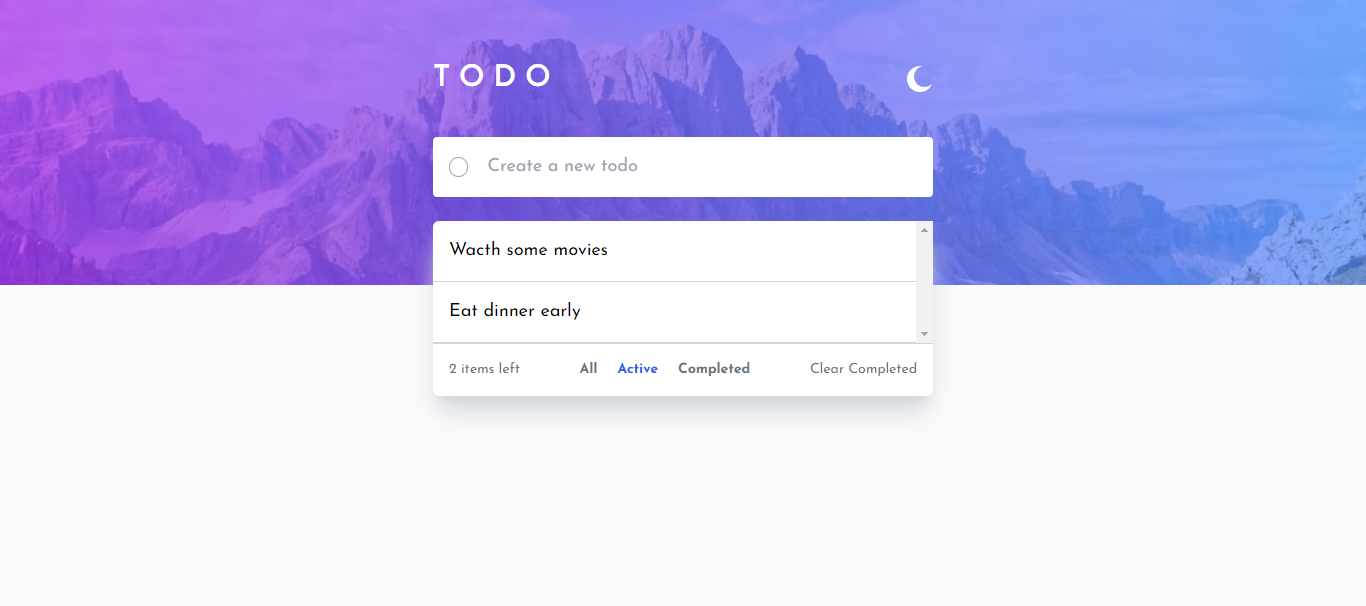 TODO
Create a new todo
Wacth some movies
Eat dinner early
2 items left All Active Completed Clear Completed